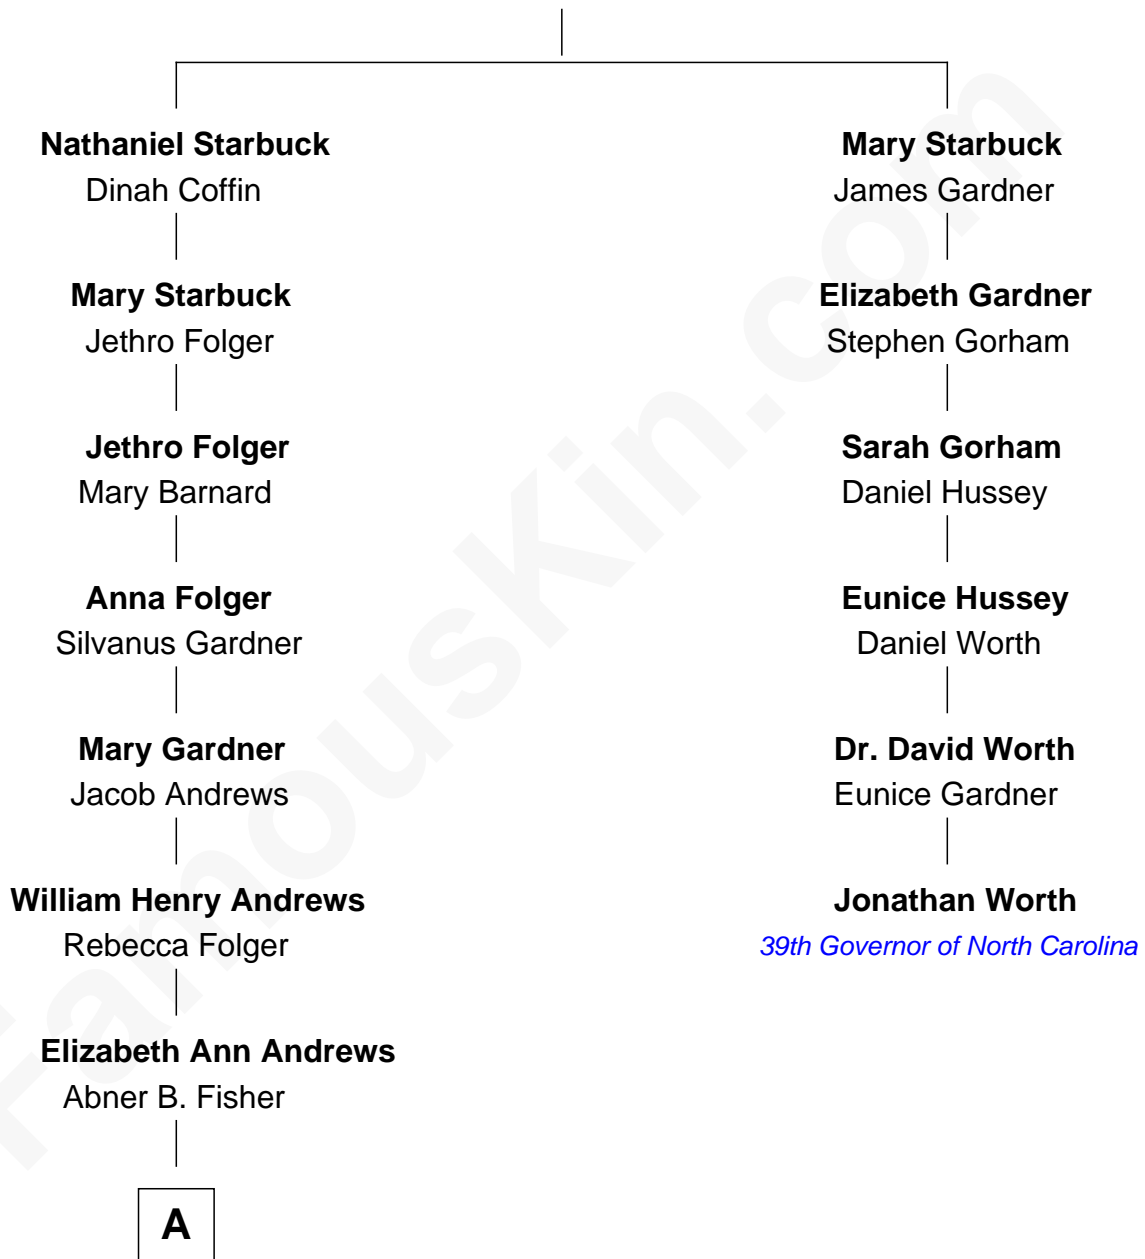 Nathaniel Starbuck
Dinah Coffin
Mary Starbuck
Jethro Folger
Jethro Folger
Mary Barnard
Anna Folger
Silvanus Gardner
Mary Gardner
Jacob Andrews
William Henry Andrews
Rebecca Folger
Elizabeth Ann Andrews
Abner B. Fisher
A
Mary Starbuck
James Gardner
Elizabeth Gardner
Stephen Gorham
Sarah Gorham
Daniel Hussey
Eunice Hussey
Daniel Worth
Dr. David Worth
Eunice Gardner
Jonathan Worth
39th Governor of North Carolina
FamousKin.com